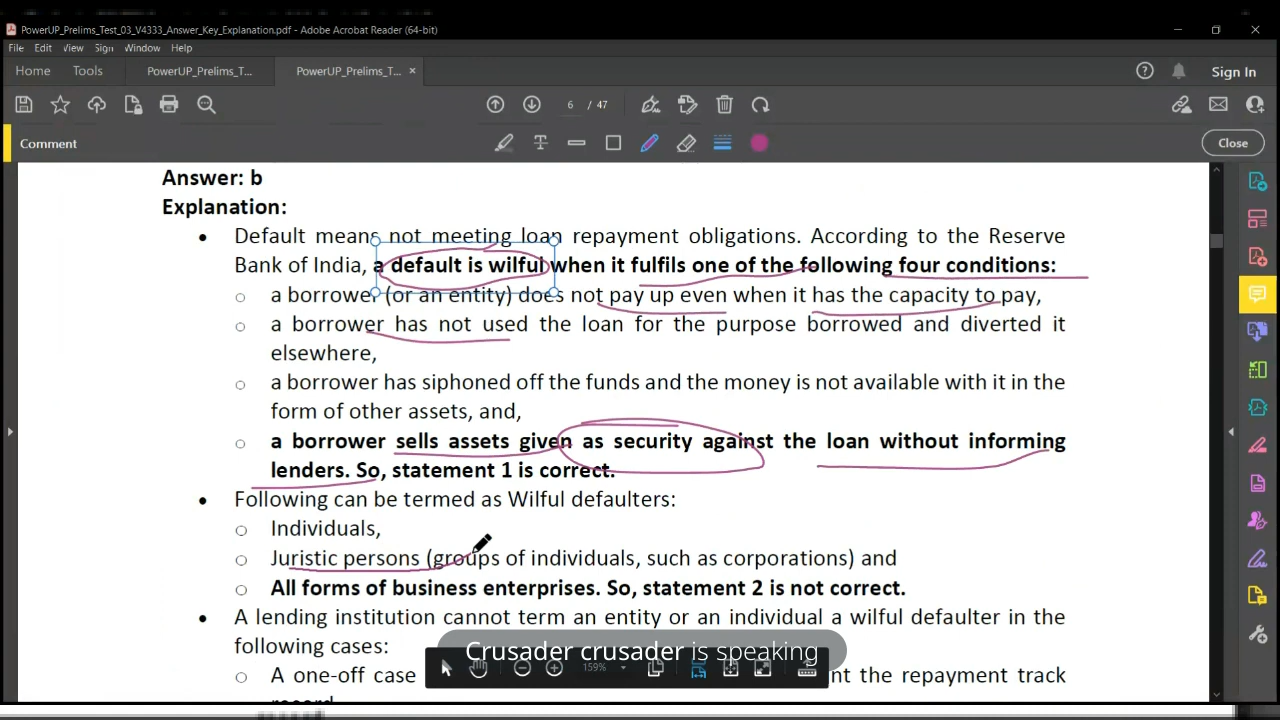 PowerUP_Prelims_Test_03_V4333_Answer_Key_Explanation.pdf - Adobe Acrobat Reader (64-bit)
File Edit View Sign Window Help
Home Tools PowerUP_Prelims_T... PowerUP_Prelims_T... × Sign In
6 / 47
Comment Close
Answer: b
Explanation:
• Default means not meeting loan repayment obligations. According to the Reserve
Bank of India, a default is wilful when it fulfils one of the following four conditions:
○ a borrower (or an entity) does not pay up even when it has the capacity to pay,
○ a borrower has not used the loan for the purpose borrowed and diverted it
elsewhere,
○ a borrower has siphoned off the funds and the money is not available with it in the
form of other assets, and,
○ a borrower sells assets given as security against the loan without informing
lenders. So, statement 1 is correct.
• Following can be termed as Wilful defaulters:
○ Individuals,
○ Juristic persons (groups of individuals, such as corporations) and
○ All forms of business enterprises. So, statement 2 is not correct.
• A lending institution cannot term an entity or an individual a wilful defaulter in the
following cases:
Crusader crusader is speaking
159%
○ A one-off case the repayment track
record